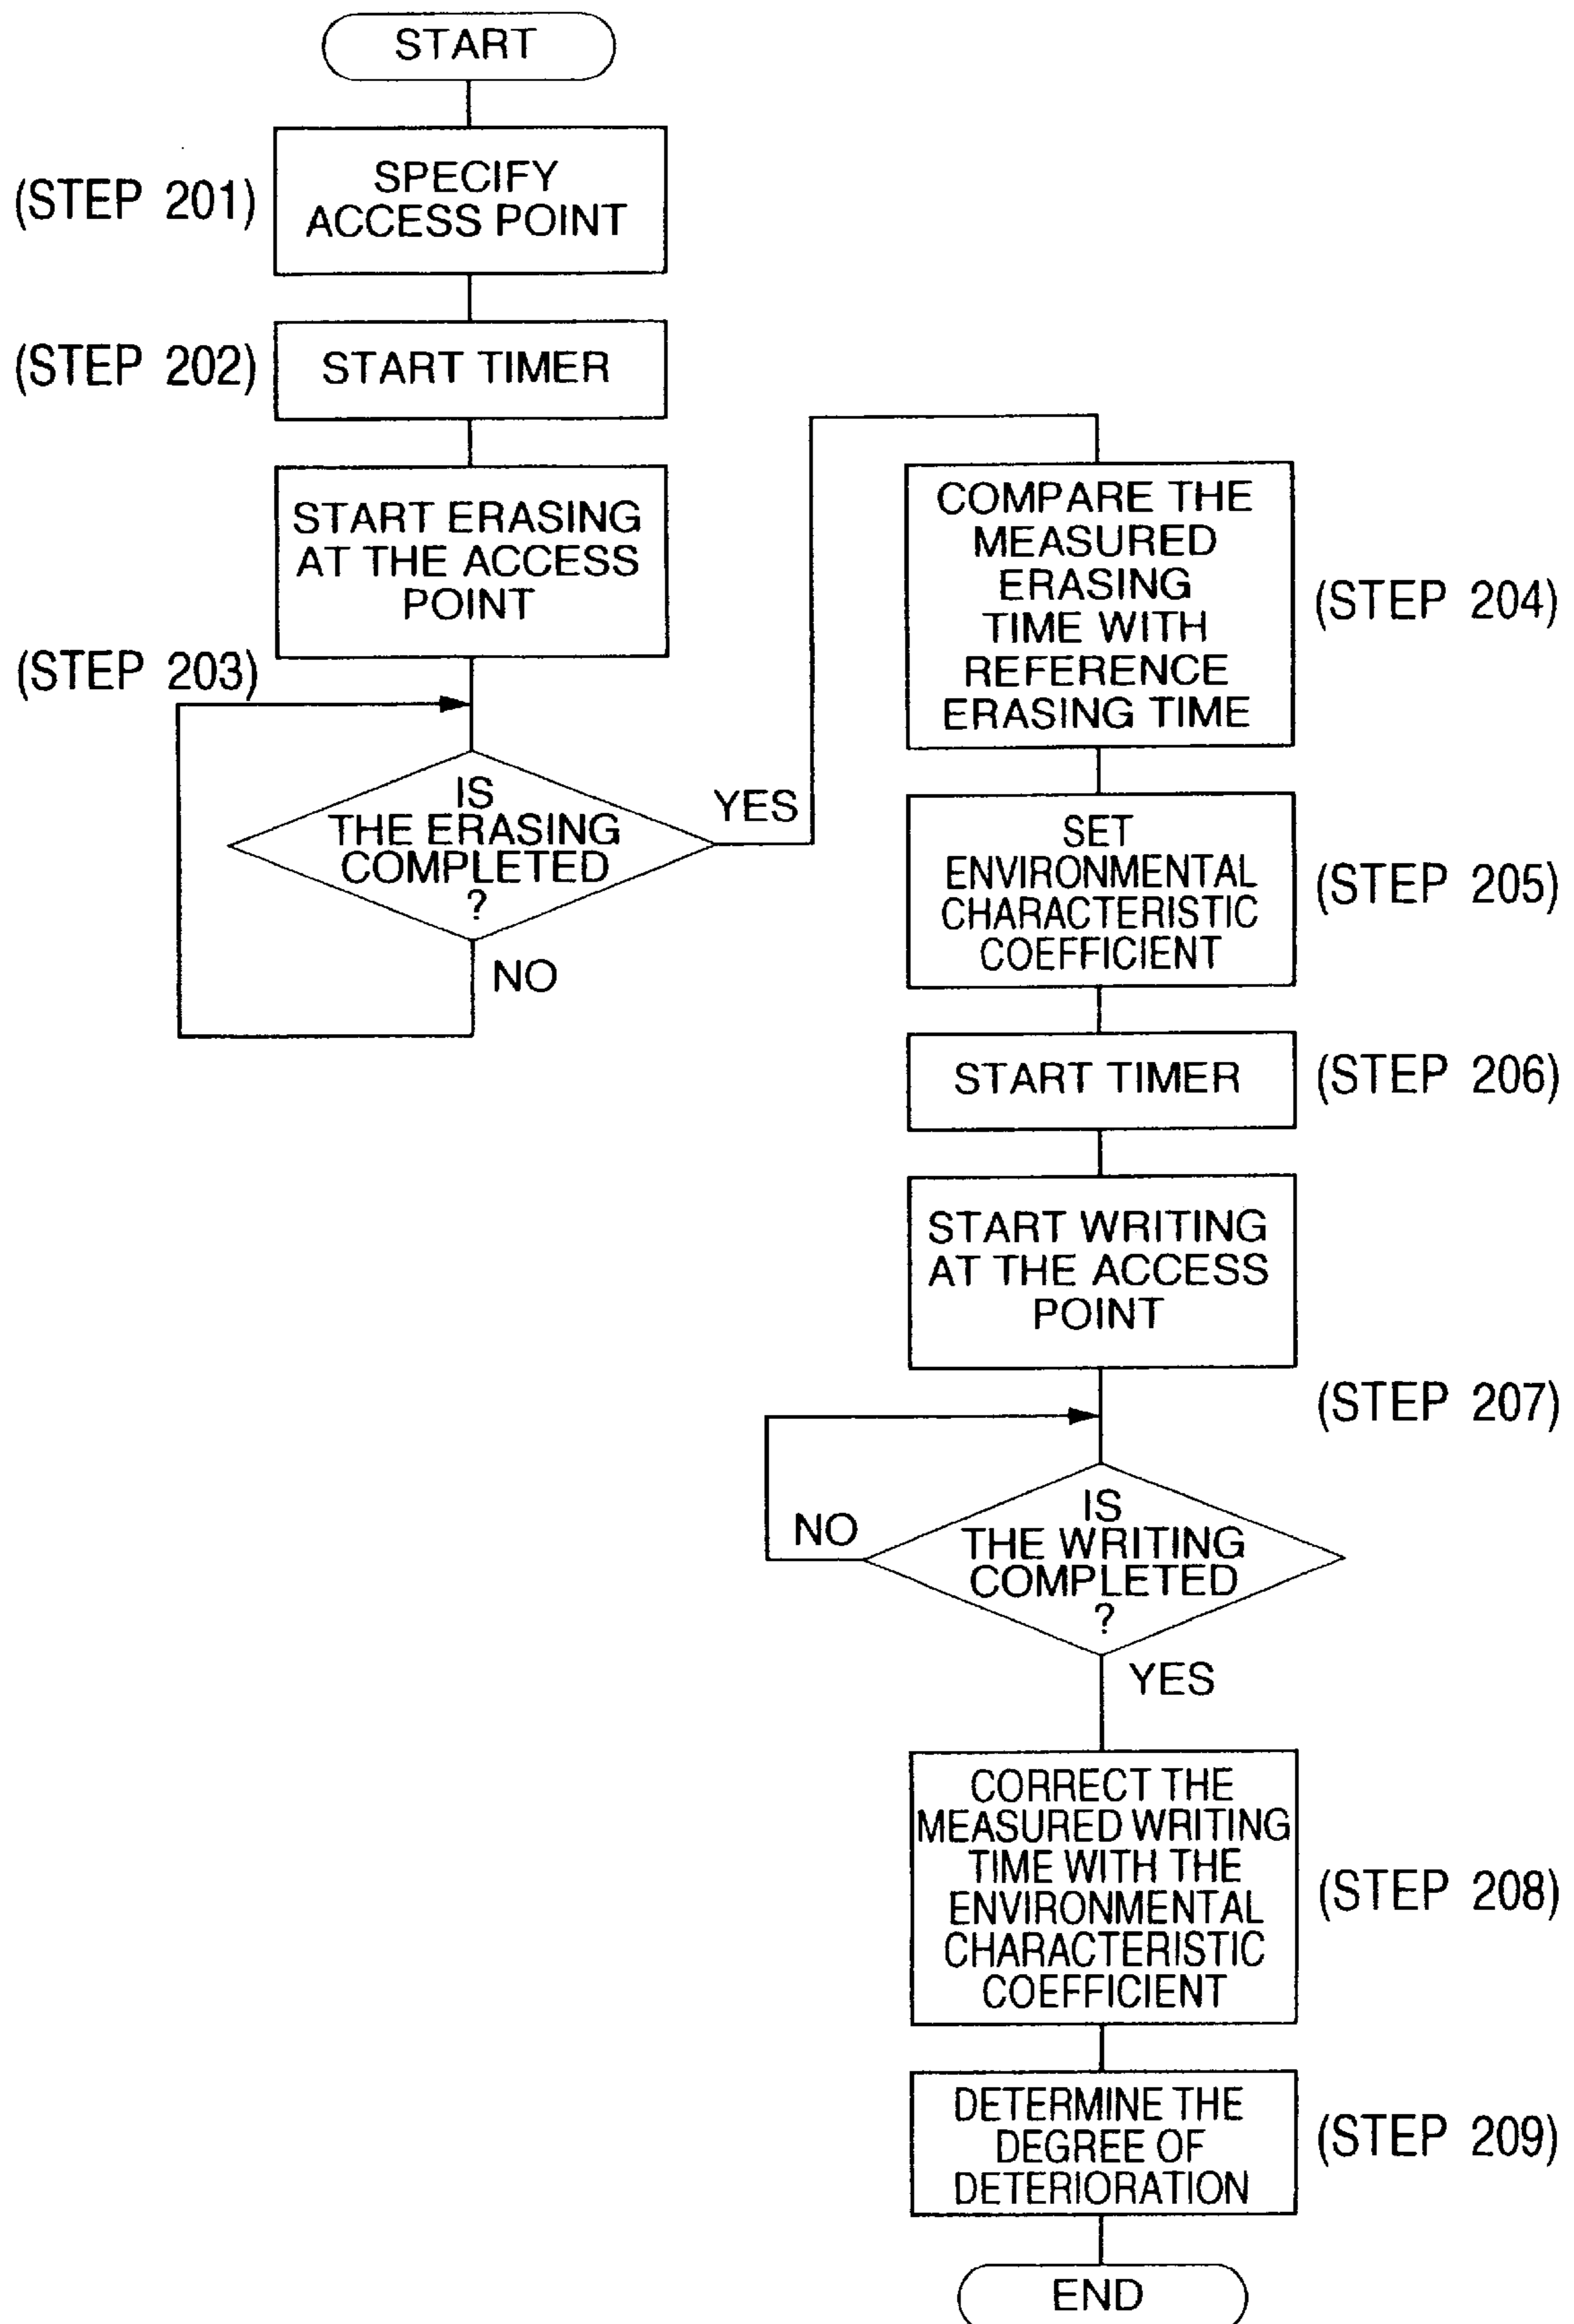 START
(STEP 201)
SPECIFY
ACCESS POINT
(STEP 202)
START TIMER
START ERASING
AT THE ACCESS
POINT
(STEP 203)
IS
THE ERASING
COMPLETED
?
YES
NO
COMPARE THE
MEASURED
ERASING
TIME WITH
REFERENCE
ERASING TIME
(STEP 204)
SET
ENVIRONMENTAL
CHARACTERISTIC
COEFFICIENT
(STEP 205)
START TIMER
(STEP 206)
START WRITING
AT THE ACCESS
POINT
(STEP 207)
IS
THE WRITING
COMPLETED
?
NO
YES
CORRECT THE
MEASURED WRITING
TIME WITH THE
ENVIRONMENTAL
CHARACTERISTIC
COEFFICIENT
(STEP 208)
DETERMINE THE
DEGREE OF
DETERIORATION
(STEP 209)
END